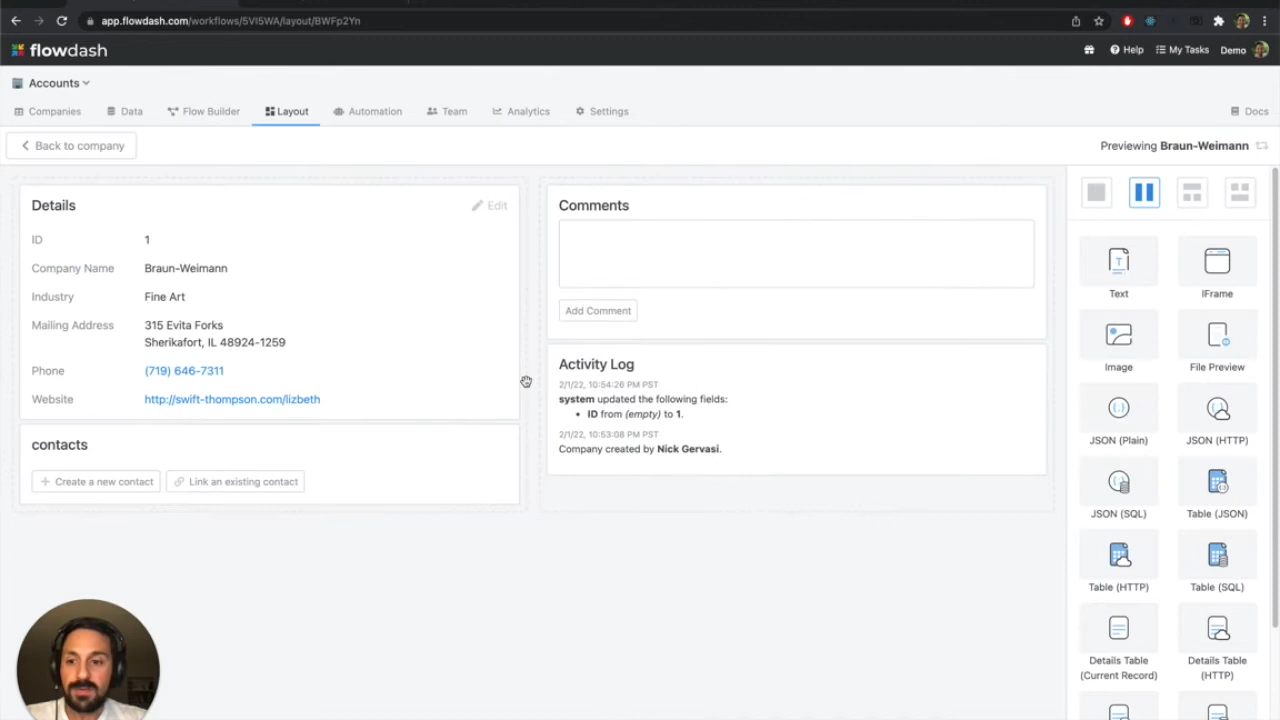 app.flowdash.com/workflows/5VI5WA/layout/BWFp2Yn
flowdash
Help
My Tasks
Demo
Accounts
Companies
Data
Flow Builder
Layout
Automation
Team
Analytics
Settings
Docs
Back to company
Previewing Braun-Weimann
Details
Edit
ID
1
Company Name
Braun-Weimann
Industry
Fine Art
Mailing Address
315 Evita Forks
Sherikafort, IL 48924-1259
Phone
(719) 646-7311
Website
http://swift-thompson.com/lizbeth
contacts
Create a new contact
Link an existing contact
Comments
Add Comment
Activity Log
2/1/22, 10:54:26 PM PST
system updated the following fields:
• ID from (empty) to 1.
2/1/22, 10:53:08 PM PST
Company created by Nick Gervasi.
Text
IFrame
Image
File Preview
JSON (Plain)
JSON (HTTP)
JSON (SQL)
Table (JSON)
Table (HTTP)
Table (SQL)
Details Table
(Current Record)
Details Table
(HTTP)